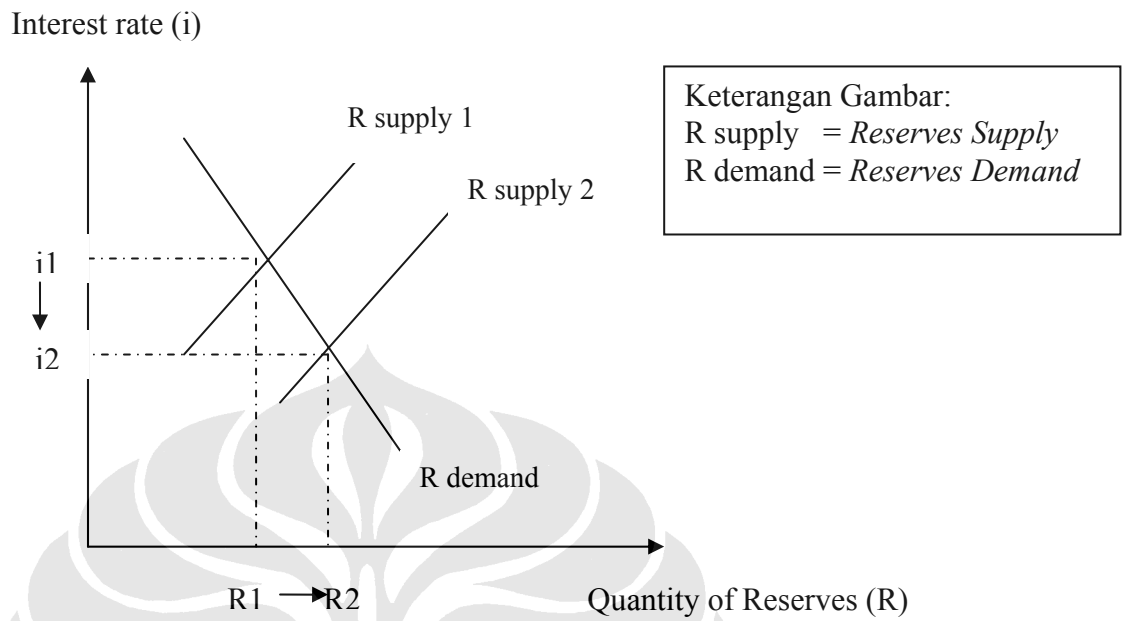 Interest rate (i)
Keterangan Gambar:
R supply = Reserves Supply
R demand = Reserves Demand
R supply 1
R supply 2
i1
i2
R demand
R1
R2
Quantity of Reserves (R)